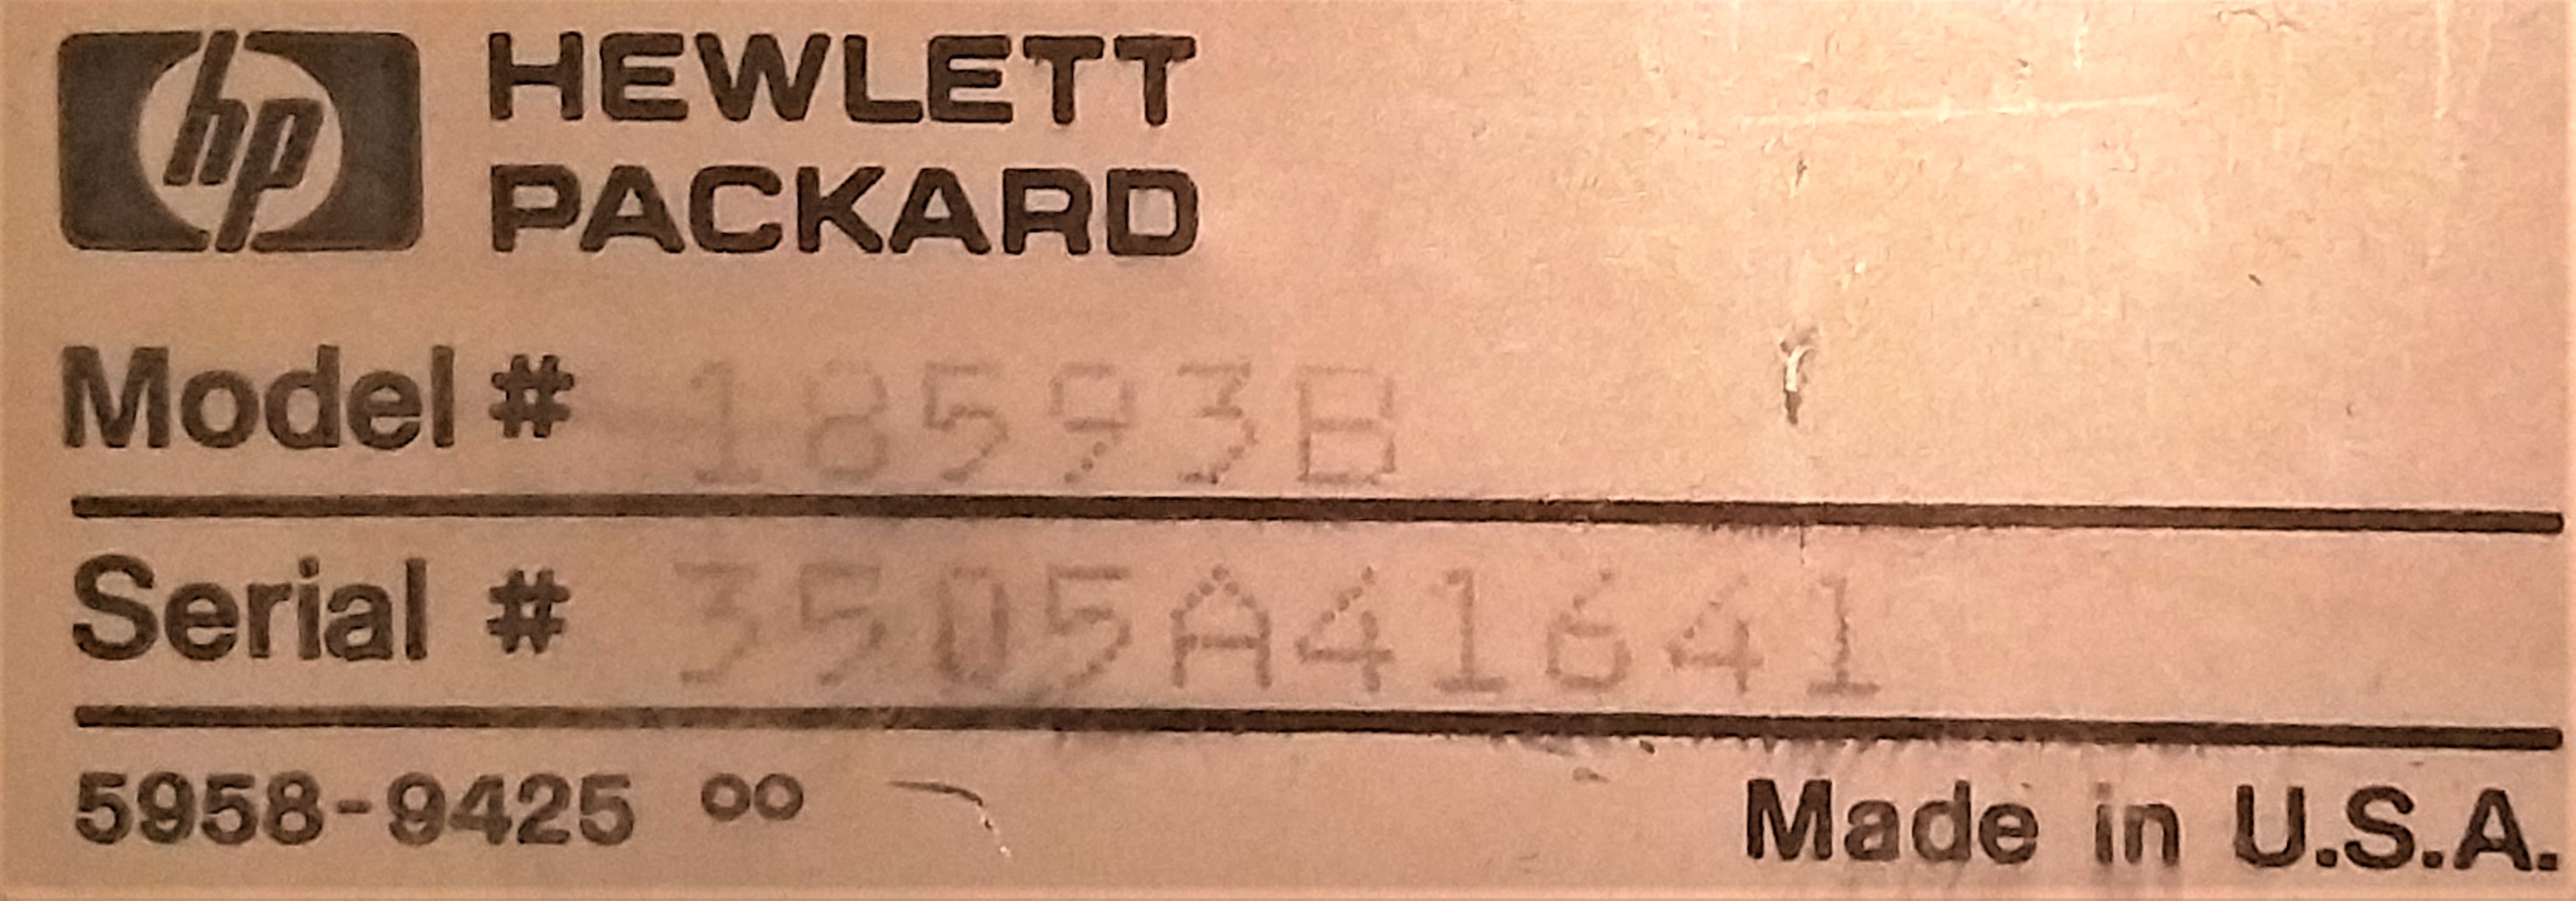 hp HEWLETT
PACKARD
Model # 18593B
Serial # 3505A41641
5958-9425 00 Made in U.S.A.